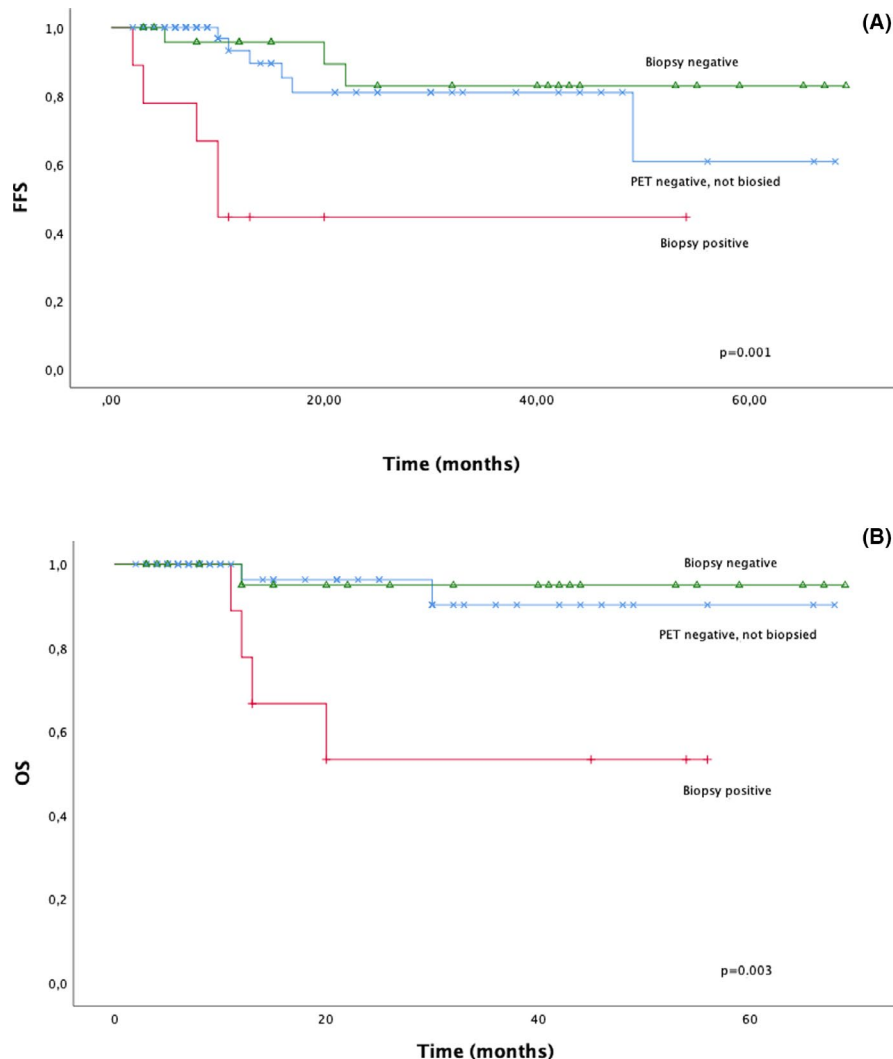 (A)
1,0
0,8
0,6
0,4
0,2
0,0
FFS
Biopsy negative
PET negative, not biosied
Biopsy positive
p=0.001
,00 20,00 40,00 60,00
Time (months)
(B)
1,0
0,8
0,6
0,4
0,2
0,0
OS
Biopsy negative
PET negative, not biopsied
Biopsy positive
p=0.003
0 20 40 60
Time (months)